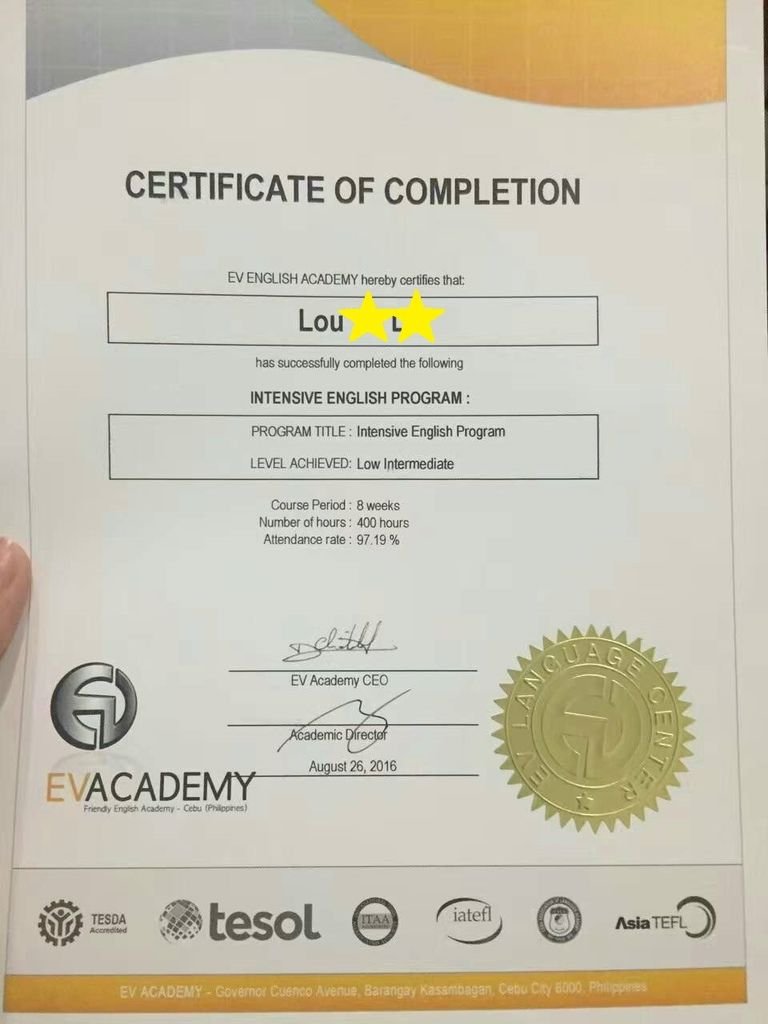 CERTIFICATE OF COMPLETION
EV ENGLISH ACADEMY hereby certifies that:
Lou L
has successfully completed the following
INTENSIVE ENGLISH PROGRAM :
PROGRAM TITLE : Intensive English Program
LEVEL ACHIEVED: Low Intermediate
Course Period : 8 weeks
Number of hours : 400 hours
Attendance rate : 97.19 %
EV Academy CEO
Academic Director
August 26, 2016
EV LANGUAGE CENTER
EVACADEMY
Friendly English Academy - Cebu (Philippines)
TESDA
Accredited
tesol
ITAA
iatefl
AsiaTEFL
EV ACADEMY - Governor Cuenco Avenue, Barangay Kasambagan, Cebu City 6000, Philippines